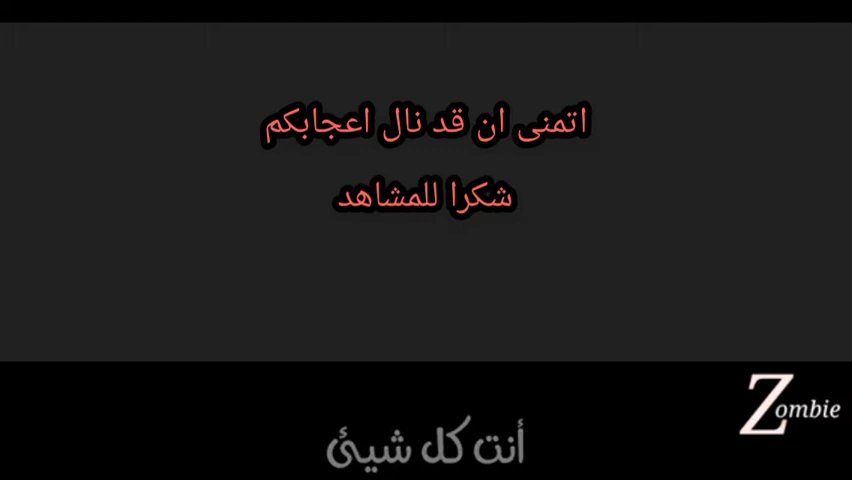 اتمنى ان قد نال اعجابكم
شكرا للمشاهد
Zombie
أنت كل شيئ